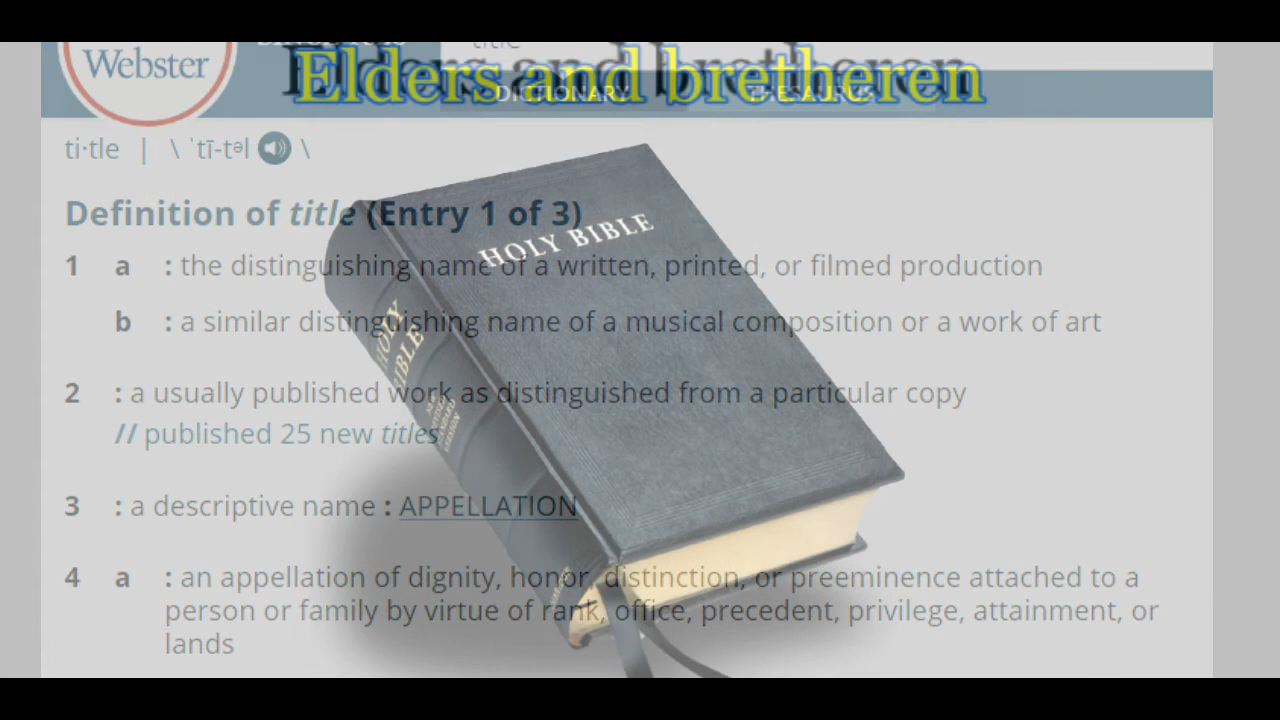 title
Webster
Elders and bretheren
DICTIONARY THESAURUS
ti·tle | \ ˈtī-tᵊl \
Definition of title (Entry 1 of 3)
1 a : the distinguishing name of a written, printed, or filmed production
b : a similar distinguishing name of a musical composition or a work of art
2 : a usually published work as distinguished from a particular copy
// published 25 new titles
3 : a descriptive name : APPELLATION
4 a : an appellation of dignity, honor, distinction, or preeminence attached to a
person or family by virtue of rank, office, precedent, privilege, attainment, or
lands
HOLY BIBLE
HOLY
BIBLE